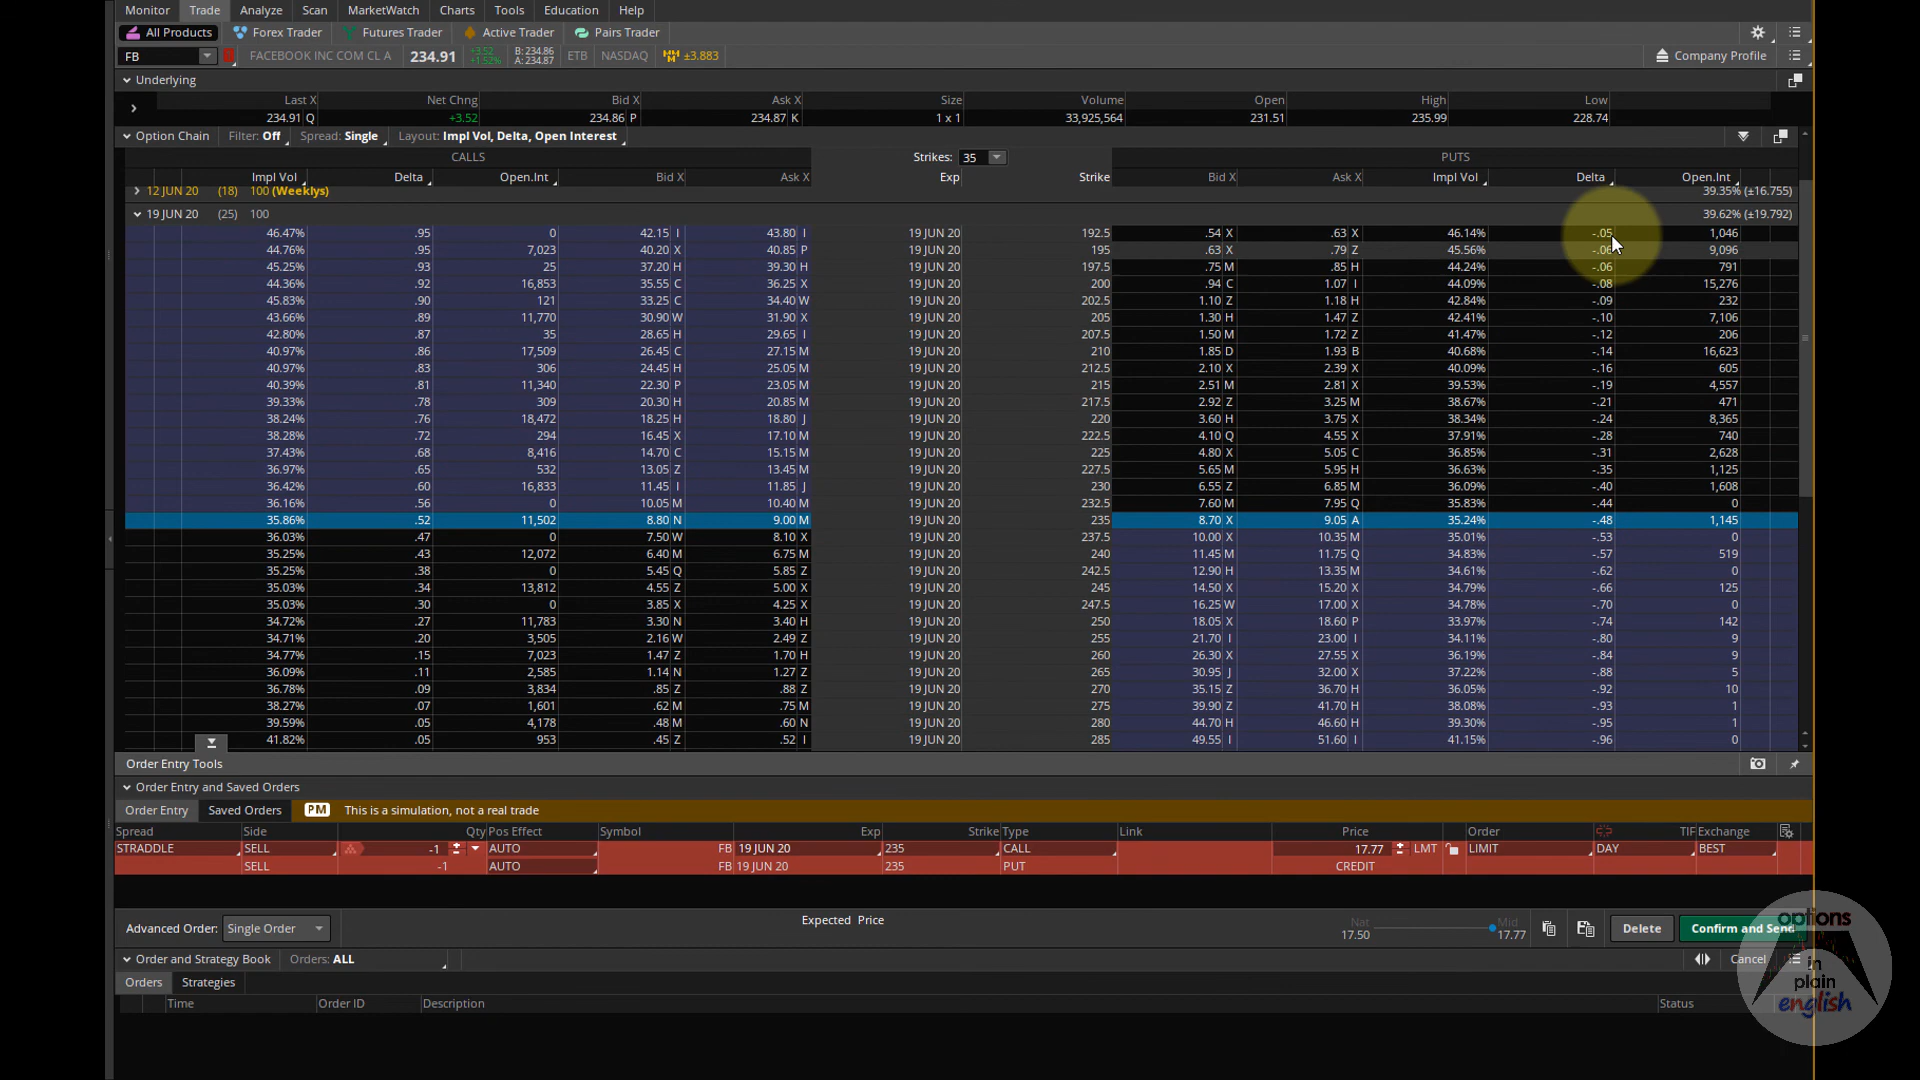 Monitor Trade Analyze Scan MarketWatch Charts Tools Education Help
All Products Forex Trader Futures Trader Active Trader Pairs Trader
FB FACEBOOK INC COM CL A 234.91 +3.52 +1.52% B: 234.86 A: 234.87 ETB NASDAQ ±3.883 Company Profile
Underlying
Last X Net Chng Bid X Ask X Size Volume Open High Low
234.91 Q +3.52 234.86 P 234.87 K 1 x 1 33,925,564 231.51 235.99 228.74
Option Chain Filter: Off Spread: Single Layout: Impl Vol, Delta, Open Interest
CALLS Strikes: 35 PUTS
Impl Vol Delta Open.Int Bid X Ask X Exp Strike Bid X Ask X Impl Vol Delta Open.Int
12 JUN 20 (18) 100 (Weeklys) 39.35% (±16.755)
19 JUN 20 (25) 100 39.62% (±19.792)
46.47% .95 0 42.15 I 43.80 I 19 JUN 20 192.5 .54 X .63 X 46.14% -.05 1,046
44.76% .95 7,023 40.20 X 40.85 P 19 JUN 20 195 .63 X .79 Z 45.56% -.06 9,096
45.25% .93 25 37.20 H 39.30 H 19 JUN 20 197.5 .75 M .85 H 44.24% -.06 791
44.36% .92 16,853 35.55 C 36.25 X 19 JUN 20 200 .94 C 1.07 I 44.09% -.08 15,276
45.83% .90 121 33.25 C 34.40 W 19 JUN 20 202.5 1.10 Z 1.18 H 42.84% -.09 232
43.66% .89 11,770 30.90 W 31.90 X 19 JUN 20 205 1.30 H 1.47 Z 42.41% -.10 7,106
42.80% .87 35 28.65 H 29.65 I 19 JUN 20 207.5 1.50 M 1.72 Z 41.47% -.12 206
40.97% .86 17,509 26.45 C 27.15 M 19 JUN 20 210 1.85 D 1.93 B 40.68% -.14 16,623
40.97% .83 306 24.45 H 25.05 M 19 JUN 20 212.5 2.10 X 2.39 X 40.09% -.16 605
40.39% .81 11,340 22.30 P 23.05 M 19 JUN 20 215 2.51 M 2.81 X 39.53% -.19 4,557
39.33% .78 309 20.30 H 20.85 M 19 JUN 20 217.5 2.92 Z 3.25 M 38.67% -.21 471
38.24% .76 18,472 18.25 H 18.80 J 19 JUN 20 220 3.60 H 3.75 X 38.34% -.24 8,365
38.28% .72 294 16.45 X 17.10 M 19 JUN 20 222.5 4.10 Q 4.55 X 37.91% -.28 740
37.43% .68 8,416 14.70 C 15.15 M 19 JUN 20 225 4.80 X 5.05 C 36.85% -.31 2,628
36.97% .65 532 13.05 Z 13.45 M 19 JUN 20 227.5 5.65 M 5.95 H 36.63% -.35 1,125
36.42% .60 16,833 11.45 I 11.85 J 19 JUN 20 230 6.55 Z 6.85 M 36.09% -.40 1,608
36.16% .56 0 10.05 M 10.40 M 19 JUN 20 232.5 7.60 M 7.95 Q 35.83% -.44 0
35.86% .52 11,502 8.80 N 9.00 M 19 JUN 20 235 8.70 X 9.05 A 35.24% -.48 1,145
36.03% .47 0 7.50 W 8.10 X 19 JUN 20 237.5 10.00 X 10.35 M 35.01% -.53 0
35.25% .43 12,072 6.40 M 6.75 M 19 JUN 20 240 11.45 M 11.75 Q 34.83% -.57 519
35.25% .38 0 5.45 Q 5.85 Z 19 JUN 20 242.5 12.90 H 13.35 M 34.61% -.62 0
35.03% .34 13,812 4.55 Z 5.00 X 19 JUN 20 245 14.50 X 15.20 X 34.79% -.66 125
35.03% .30 0 3.85 X 4.25 X 19 JUN 20 247.5 16.25 W 17.00 X 34.78% -.70 0
34.72% .27 11,783 3.30 N 3.40 H 19 JUN 20 250 18.05 X 18.60 P 33.97% -.74 142
34.71% .20 3,505 2.16 W 2.49 Z 19 JUN 20 255 21.70 I 23.00 I 34.11% -.80 9
34.77% .15 7,023 1.47 Z 1.70 H 19 JUN 20 260 26.30 X 27.55 X 36.19% -.84 9
36.09% .11 2,585 1.14 N 1.27 Z 19 JUN 20 265 30.95 J 32.00 X 37.22% -.88 5
36.78% .09 3,834 .85 Z .88 Z 19 JUN 20 270 35.15 Z 36.70 H 36.05% -.92 10
38.27% .07 1,601 .62 M .75 M 19 JUN 20 275 39.90 Z 41.70 H 38.08% -.93 1
39.59% .05 4,178 .48 M .60 N 19 JUN 20 280 44.70 H 46.60 H 39.30% -.95 1
41.82% .05 953 .45 Z .52 I 19 JUN 20 285 49.55 I 51.60 I 41.15% -.96 0
Order Entry Tools
Order Entry and Saved Orders
Order Entry Saved Orders PM This is a simulation, not a real trade
Spread Side Qty Pos Effect Symbol Exp Strike Type Link Price Order TIF Exchange
STRADDLE SELL -1 AUTO FB 19 JUN 20 235 CALL 17.77 LMT LIMIT DAY BEST
SELL -1 AUTO FB 19 JUN 20 235 PUT CREDIT
Advanced Order: Single Order Expected Price Nat 17.50 Mid 17.77 Delete Confirm and Send
Order and Strategy Book Orders: ALL Cancel
Orders Strategies
Time Order ID Description Status
options
in
plain
english